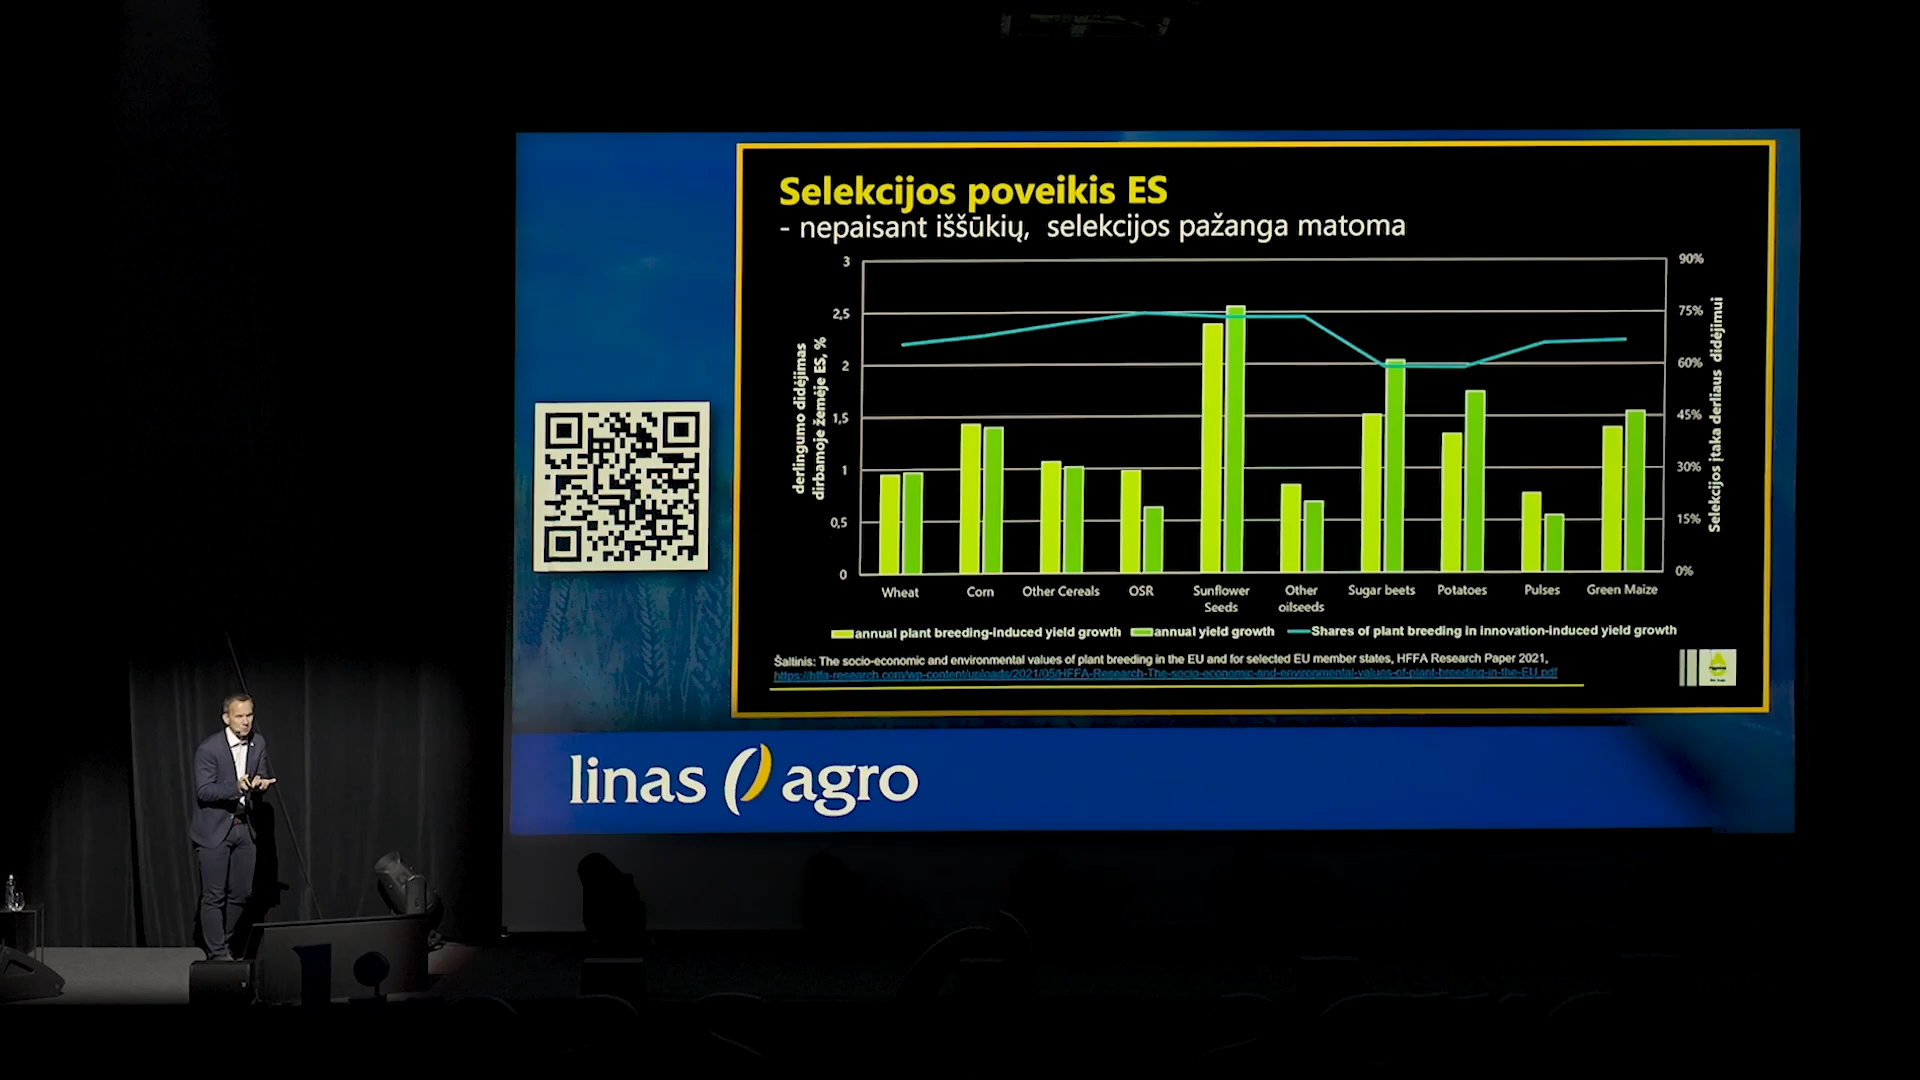 Selekcijos poveikis ES
- nepaisant iššūkių, selekcijos pažanga matoma
derlingumo didėjimas
dirbamoje žemėje ES, %
3
2,5
2
1,5
1
0,5
0
90%
75%
60%
45%
30%
15%
0%
Selekcijos įtaka derliaus didėjimui
Wheat
Corn
Other Cereals
OSR
Sunflower
Seeds
Other
oilseeds
Sugar beets
Potatoes
Pulses
Green Maize
annual plant breeding-induced yield growth
annual yield growth
Shares of plant breeding in innovation-induced yield growth
Šaltinis: The socio-economic and environmental values of plant breeding in the EU and for selected EU member states, HFFA Research Paper 2021,
https://hffa-research.com/wp-content/uploads/2021/05/HFFA-Research-The-socio-economic-and-environmental-values-of-plant-breeding-in-the-EU.pdf
linas agro